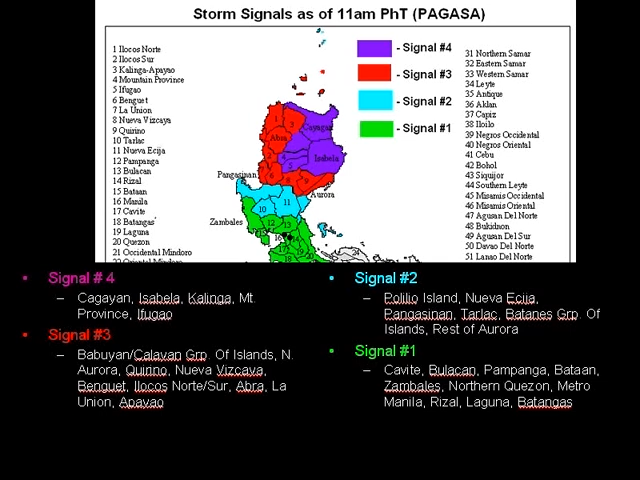 Storm Signals as of 11am PhT (PAGASA)
1 Ilocos Norte
2 Ilocos Sur
3 Kalinga-Apayao
4 Mountain Province
5 Ifugao
6 Benguet
7 La Union
8 Nueva Vizcaya
9 Quirino
10 Tarlac
11 Nueva Ecija
12 Pampanga
13 Bulacan
14 Rizal
15 Bataan
16 Manila
17 Cavite
18 Batangas
19 Laguna
20 Quezon
21 Occidental Mindoro
22 Oriental Mindoro
- Signal #4
- Signal #3
- Signal #2
- Signal #1
Cagayan
Abra
Isabela
Pangasinan
Aurora
Zambales
31 Northern Samar
32 Eastern Samar
33 Western Samar
34 Leyte
35 Antique
36 Aklan
37 Capiz
38 Iloilo
39 Negros Occidental
40 Negros Oriental
41 Cebu
42 Bohol
43 Siquijor
44 Southern Leyte
45 Misamis Occidental
46 Misamis Oriental
47 Agusan Del Norte
48 Bukidnon
49 Agusan Del Sur
50 Davao Del Norte
51 Lanao Del Norte
• Signal # 4
– Cagayan, Isabela, Kalinga, Mt.
Province, Ifugao
• Signal #3
– Babuyan/Calayan Grp. Of Islands, N.
Aurora, Quirino, Nueva Vizcaya,
Benguet, Ilocos Norte/Sur, Abra, La
Union, Apayao
• Signal #2
– Polilio Island, Nueva Ecija,
Pangasinan, Tarlac, Batanes Grp. Of
Islands, Rest of Aurora
• Signal #1
– Cavite, Bulacan, Pampanga, Bataan,
Zambales, Northern Quezon, Metro
Manila, Rizal, Laguna, Batangas